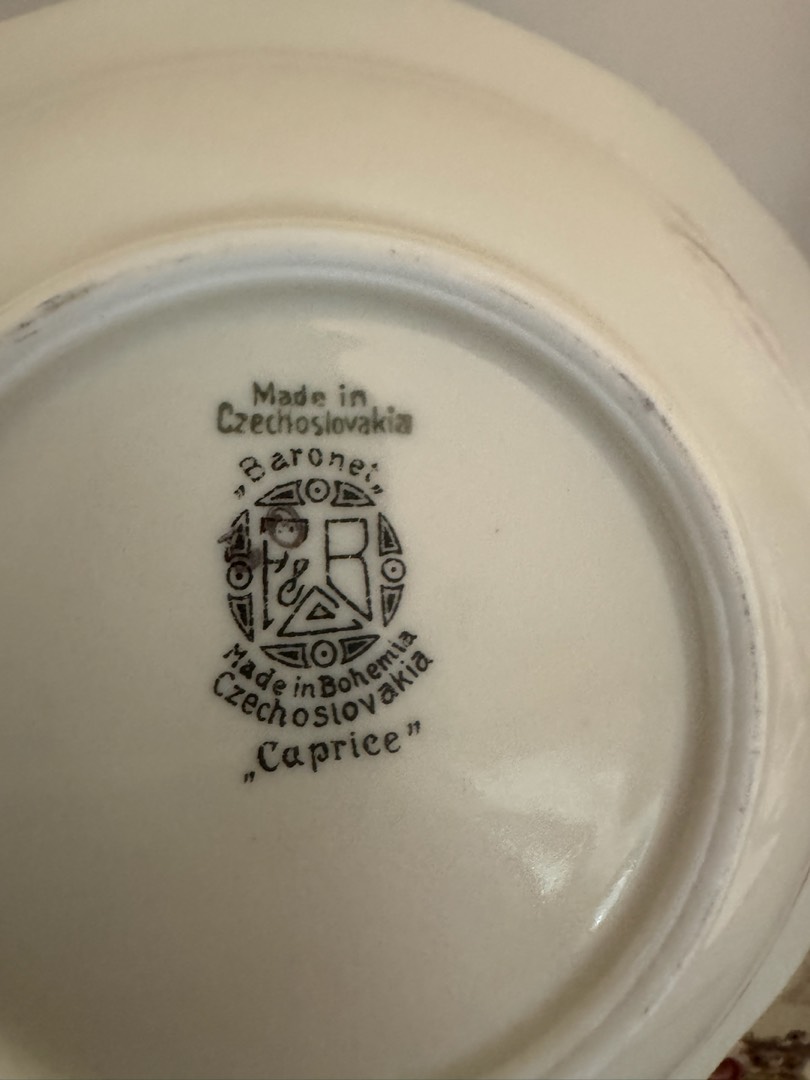 Made in
Czechoslovakia
„Baronet„
Made in Bohemia
Czechoslovakia
„Caprice”